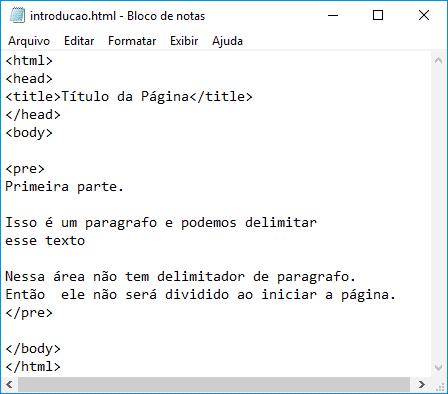 introducao.html - Bloco de notas
Arquivo Editar Formatar Exibir Ajuda
<html>
<head>
<title>Título da Página</title>
</head>
<body>
<pre>
Primeira parte.
Isso é um paragrafo e podemos delimitar
esse texto
Nessa área não tem delimitador de paragrafo.
Então  ele não será dividido ao iniciar a página.
</pre>
</body>
</html>